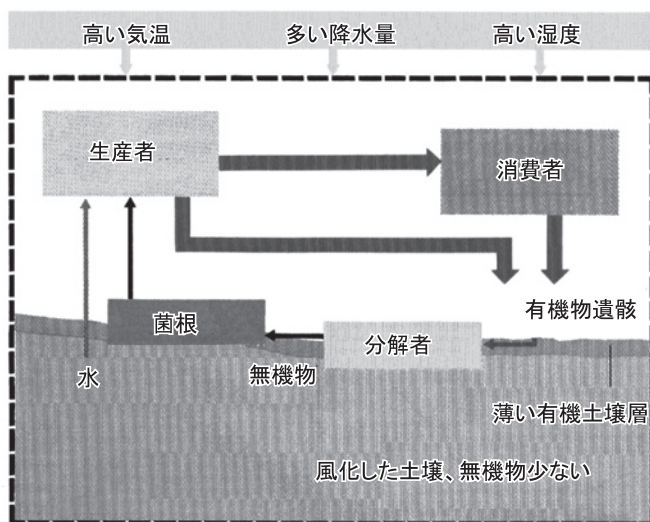 高い気温
多い降水量
高い湿度
生産者
消費者
有機物遺骸
菌根
分解者
水
無機物
薄い有機土壌層
風化した土壌、無機物少ない